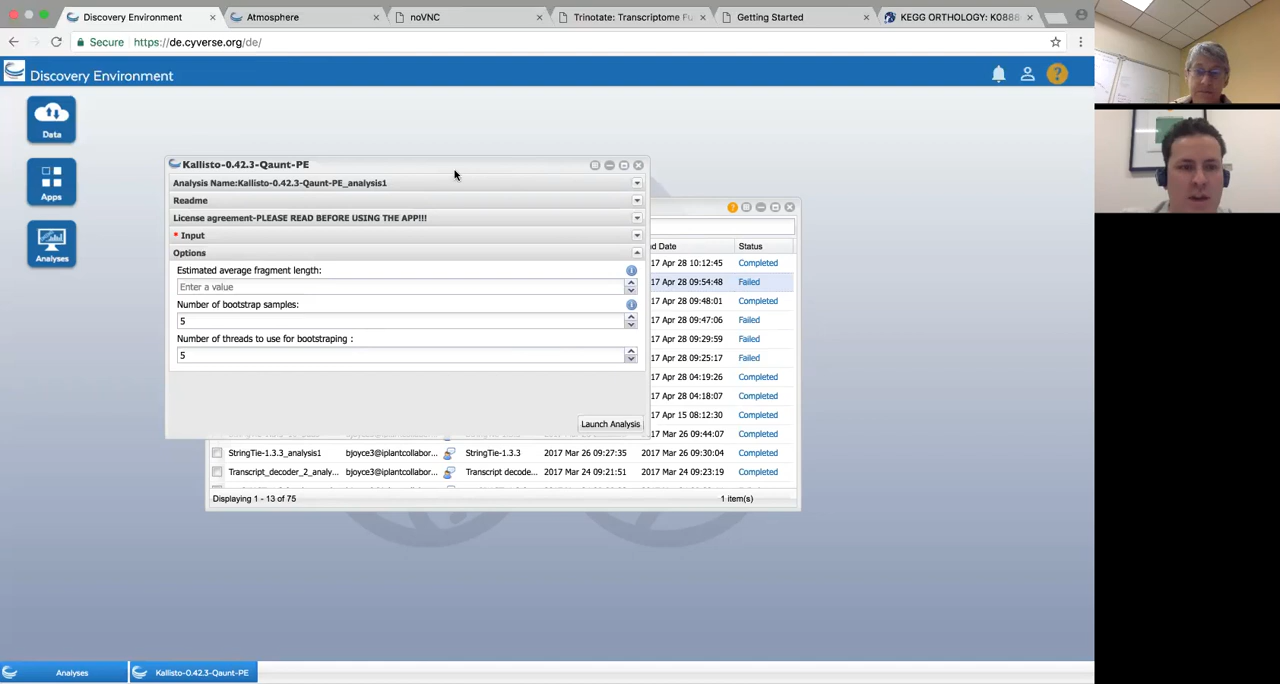 Discovery Environment
Atmosphere
noVNC
Trinotate: Transcriptome Fu
Getting Started
KEGG ORTHOLOGY: K0888
Secure https://de.cyverse.org/de/
Discovery Environment
?
Data
Apps
Analyses
Kallisto-0.42.3-Qaunt-PE
Analysis Name:Kallisto-0.42.3-Qaunt-PE_analysis1
Readme
License agreement-PLEASE READ BEFORE USING THE APP!!!
* Input
Options
Estimated average fragment length:
Enter a value
Number of bootstrap samples:
5
Number of threads to use for bootstraping :
5
Launch Analysis
?
d Date Status
17 Apr 28 10:12:45 Completed
17 Apr 28 09:54:48 Failed
17 Apr 28 09:48:01 Completed
17 Apr 28 09:47:06 Failed
17 Apr 28 09:29:59 Failed
17 Apr 28 09:25:17 Failed
17 Apr 28 04:19:26 Completed
17 Apr 28 04:18:07 Completed
17 Apr 15 08:12:30 Completed
2017 Mar 26 09:44:07 Completed
StringTie-1.3.3_analysis1 bjoyce3@iplantcollabor... StringTie-1.3.3 2017 Mar 26 09:27:35 2017 Mar 26 09:30:04 Completed
Transcript_decoder_2_analy... bjoyce3@iplantcollabor... Transcript decode... 2017 Mar 24 09:21:51 2017 Mar 24 09:23:19 Completed
Displaying 1 - 13 of 75 1 item(s)
Analyses
Kallisto-0.42.3-Qaunt-PE